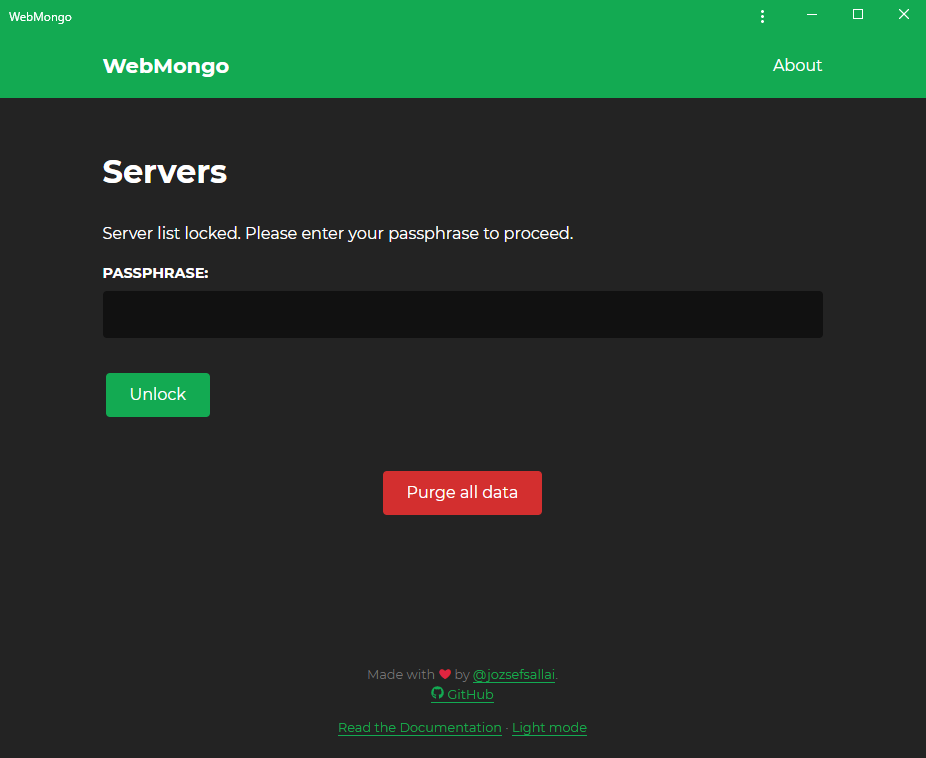 WebMongo
WebMongo
About
Servers
Server list locked. Please enter your passphrase to proceed.
PASSPHRASE:
Unlock
Purge all data
Made with ❤ by @jozsefsallai.
GitHub
Read the Documentation · Light mode